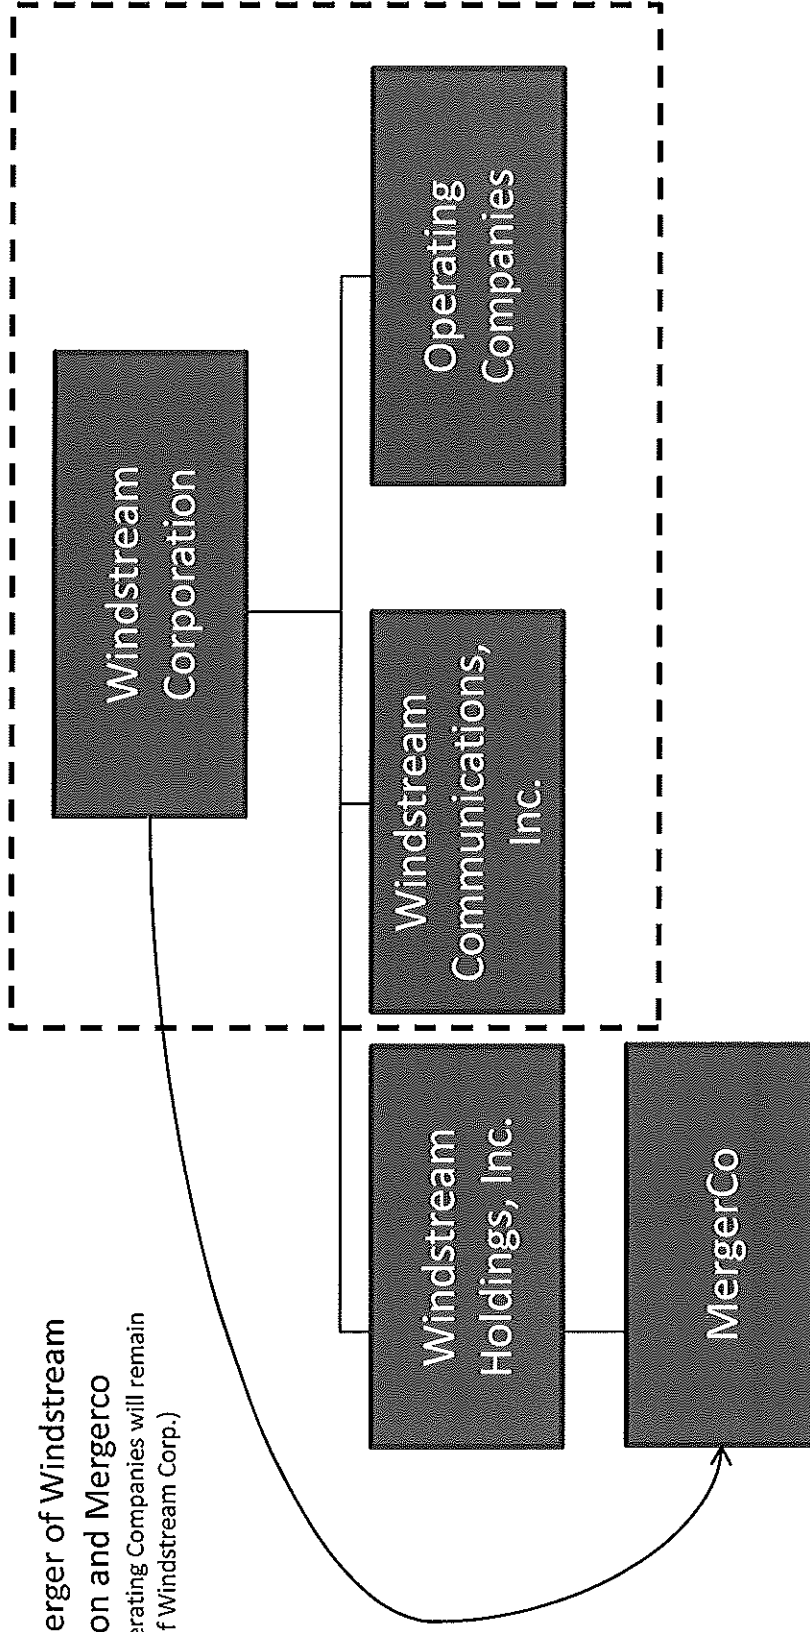 erger of Windstream
on and Mergerco
erating Companies will remain
f Windstream Corp.)
Windstream
Corporation
Windstream
Holdings, Inc.
Windstream
Communications,
Inc.
Operating
Companies
MergerCo